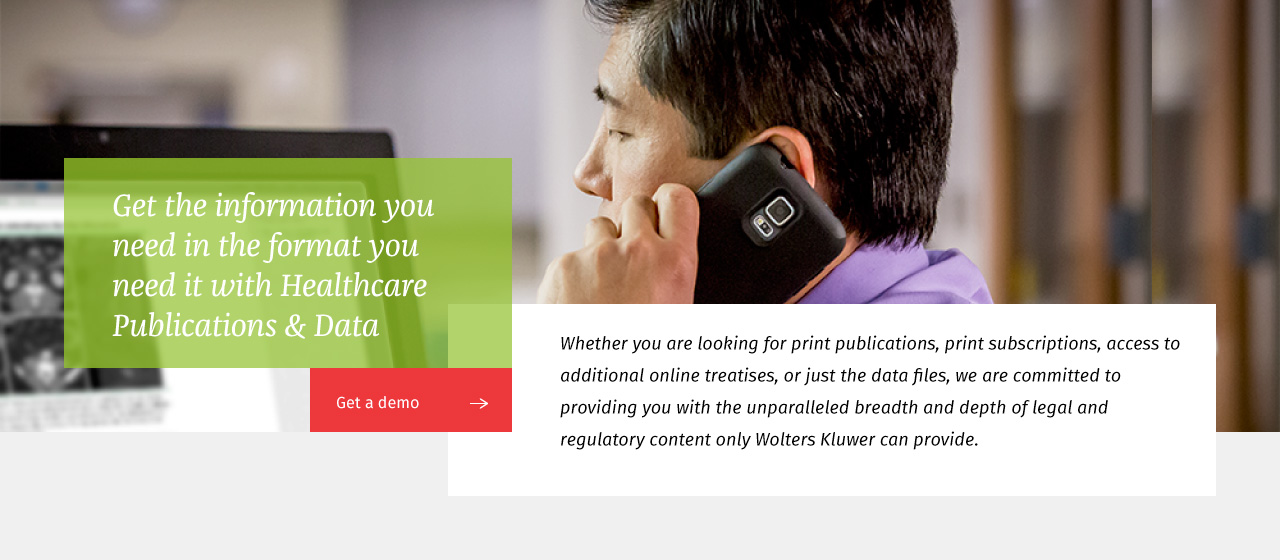 Get the information you
need in the format you
need it with Healthcare
Publications & Data
Get a demo
Whether you are looking for print publications, print subscriptions, access to
additional online treatises, or just the data files, we are committed to
providing you with the unparalleled breadth and depth of legal and
regulatory content only Wolters Kluwer can provide.